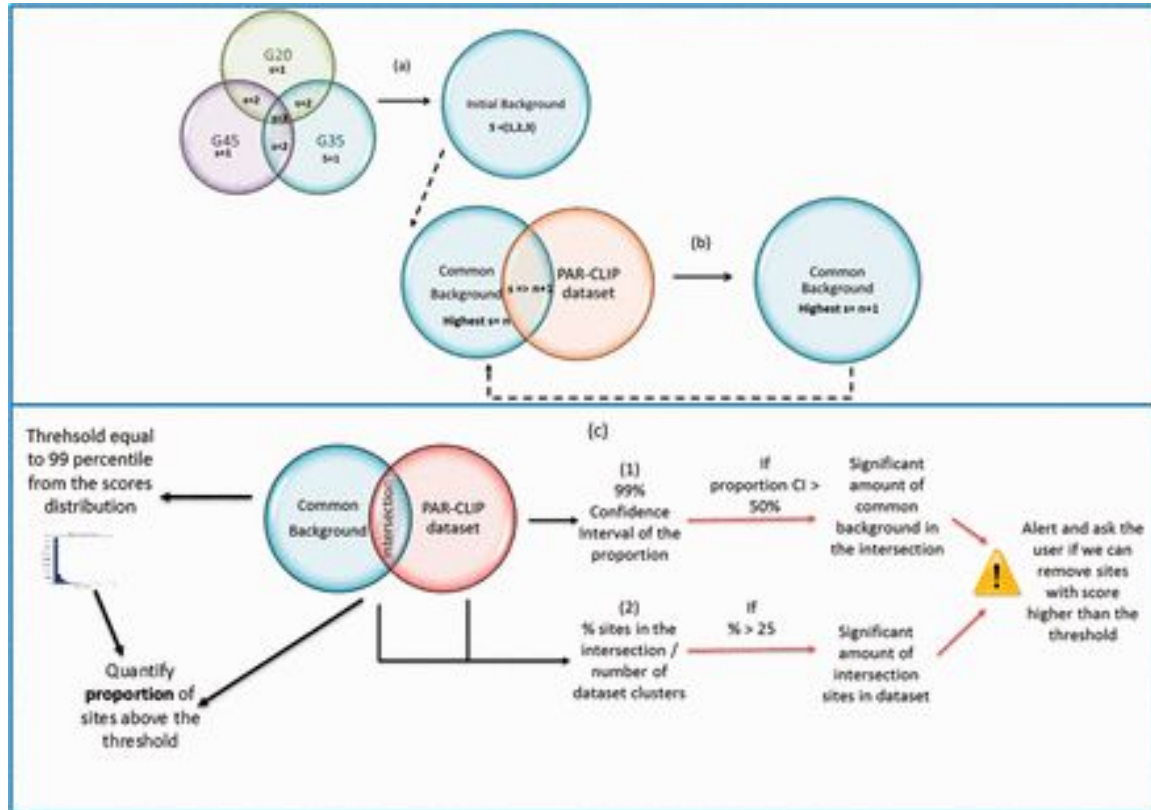 G20
s=1
s=2
s=2
s=3
G45
s=1
s=2
G35
S=1
(a)
Initial Background
S ={1,2,3}
Common
Background
Highest s= n
s => n+1
PAR-CLIP
dataset
(b)
Common
Background
Highest s= n+1
(c)
Threhsold equal
to 99 percentile
from the scores
distribution
Common
Background
intersection
PAR-CLIP
dataset
(1)
99%
Confidence
Interval of the
proportion
If
proportion CI >
50%
Significant
amount of
common
background in
the intersection
Alert and ask the
user if we can
remove sites
with score
higher than the
threshold
Quantify
proportion of
sites above the
threshold
(2)
% sites in the
intersection /
number of
dataset clusters
If
% > 25
Significant
amount of
intersection
sites in dataset